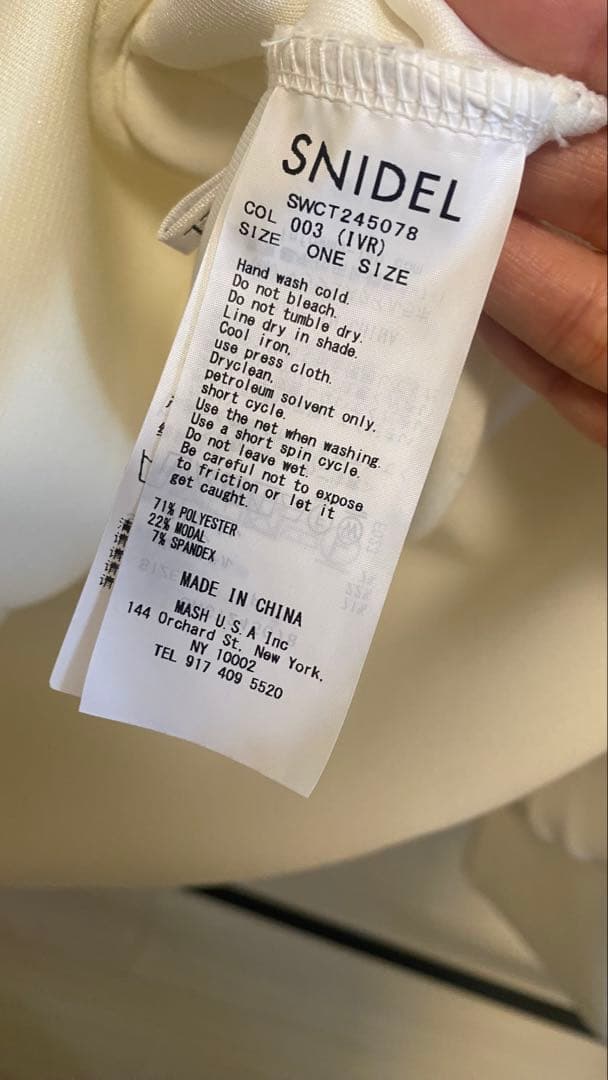 SNIDEL
SWCT245078
COL 003 (IVR)
SIZE ONE SIZE
Hand wash cold.
Do not bleach.
Do not tumble dry.
Line dry in shade.
Cool iron,
use press cloth.
Dryclean,
petroleum solvent only.
short cycle.
Use the net when washing.
Use a short spin cycle.
Do not leave wet.
Be careful not to expose
to friction or let it
get caught.
71% POLYESTER
22% MODAL
7% SPANDEX
MADE IN CHINA
MASH U.S.A Inc
144 Orchard St. New York.
NY 10002
TEL 917 409 5520
请
请
请